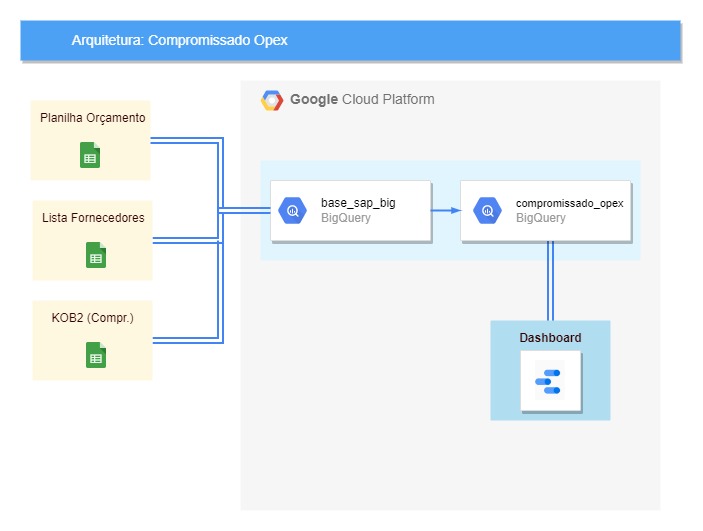 Arquitetura: Compromissado Opex
Google Cloud Platform
Planilha Orçamento
Lista Fornecedores
KOB2 (Compr.)
base_sap_big
BigQuery
compromissado_opex
BigQuery
Dashboard